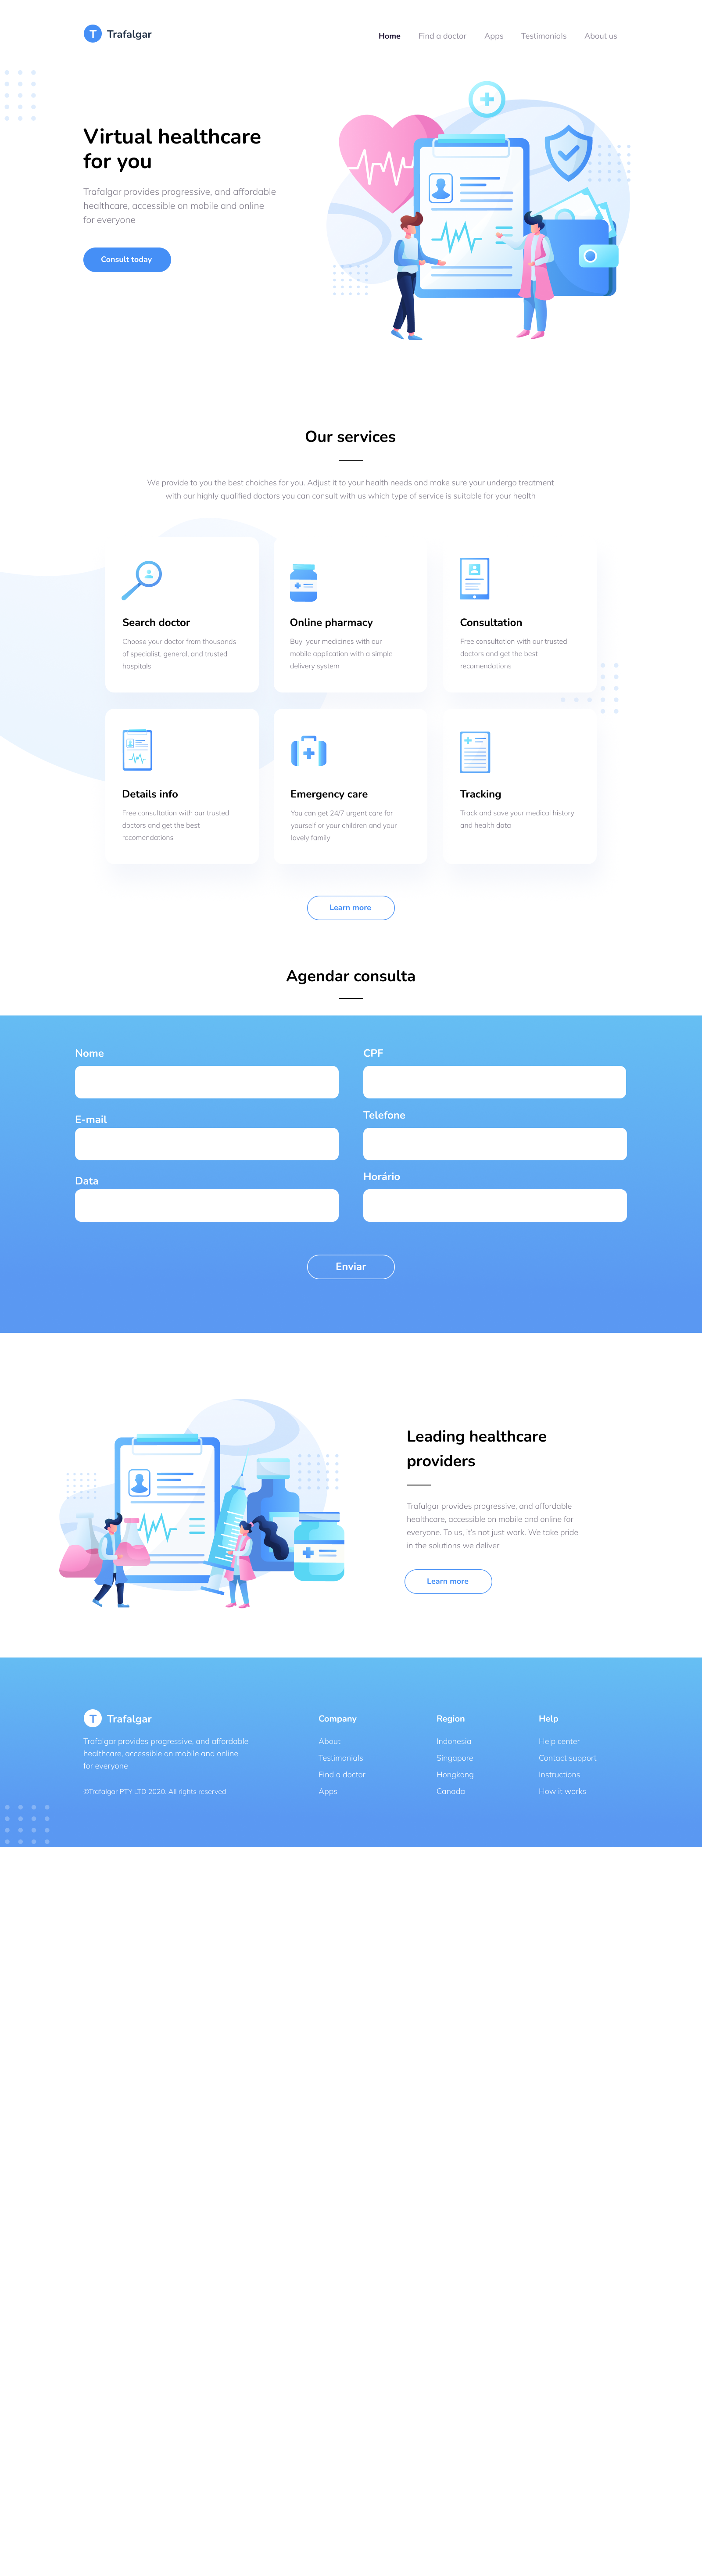 T Trafalgar
Home Find a doctor Apps Testimonials About us
Virtual healthcare
for you
Trafalgar provides progressive, and affordable
healthcare, accessible on mobile and online
for everyone
Consult today
Our services
We provide to you the best choiches for you. Adjust it to your health needs and make sure your undergo treatment
with our highly qualified doctors you can consult with us which type of service is suitable for your health
Search doctor
Choose your doctor from thousands
of specialist, general, and trusted
hospitals
Online pharmacy
Buy your medicines with our
mobile application with a simple
delivery system
Consultation
Free consultation with our trusted
doctors and get the best
recomendations
Details info
Free consultation with our trusted
doctors and get the best
recomendations
Emergency care
You can get 24/7 urgent care for
yourself or your children and your
lovely family
Tracking
Track and save your medical history
and health data
Learn more
Agendar consulta
Nome
CPF
E-mail
Telefone
Data
Horário
Enviar
Leading healthcare
providers
Trafalgar provides progressive, and affordable
healthcare, accessible on mobile and online for
everyone. To us, it’s not just work. We take pride
in the solutions we deliver
Learn more
T Trafalgar
Trafalgar provides progressive, and affordable
healthcare, accessible on mobile and online
for everyone
©Trafalgar PTY LTD 2020. All rights reserved
Company
About
Testimonials
Find a doctor
Apps
Region
Indonesia
Singapore
Hongkong
Canada
Help
Help center
Contact support
Instructions
How it works